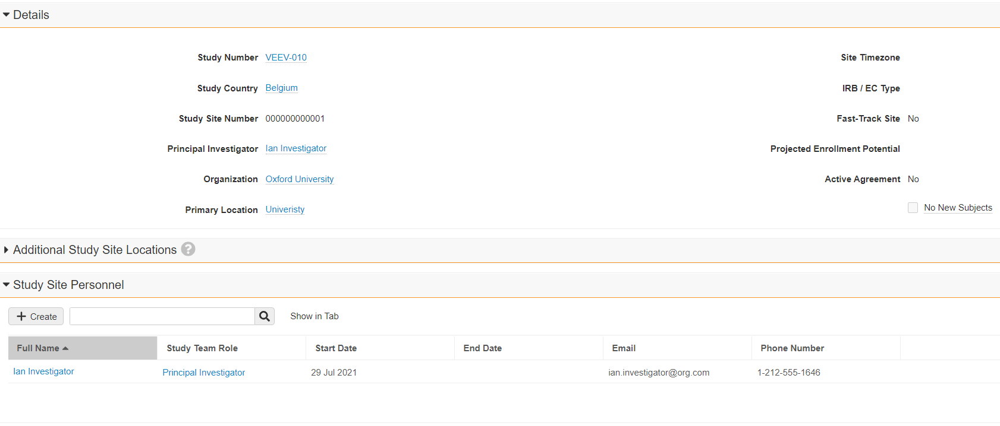 Details
Study Number VEEV-010
Site Timezone
Study Country Belgium
IRB / EC Type
Study Site Number 000000000001
Fast-Track Site No
Principal Investigator Ian Investigator
Projected Enrollment Potential
Organization Oxford University
Active Agreement No
Primary Location Univeristy
No New Subjects
Additional Study Site Locations ?
Study Site Personnel
Create
Show in Tab
Full Name Study Team Role Start Date End Date Email Phone Number
Ian Investigator Principal Investigator 29 Jul 2021 ian.investigator@org.com 1-212-555-1646